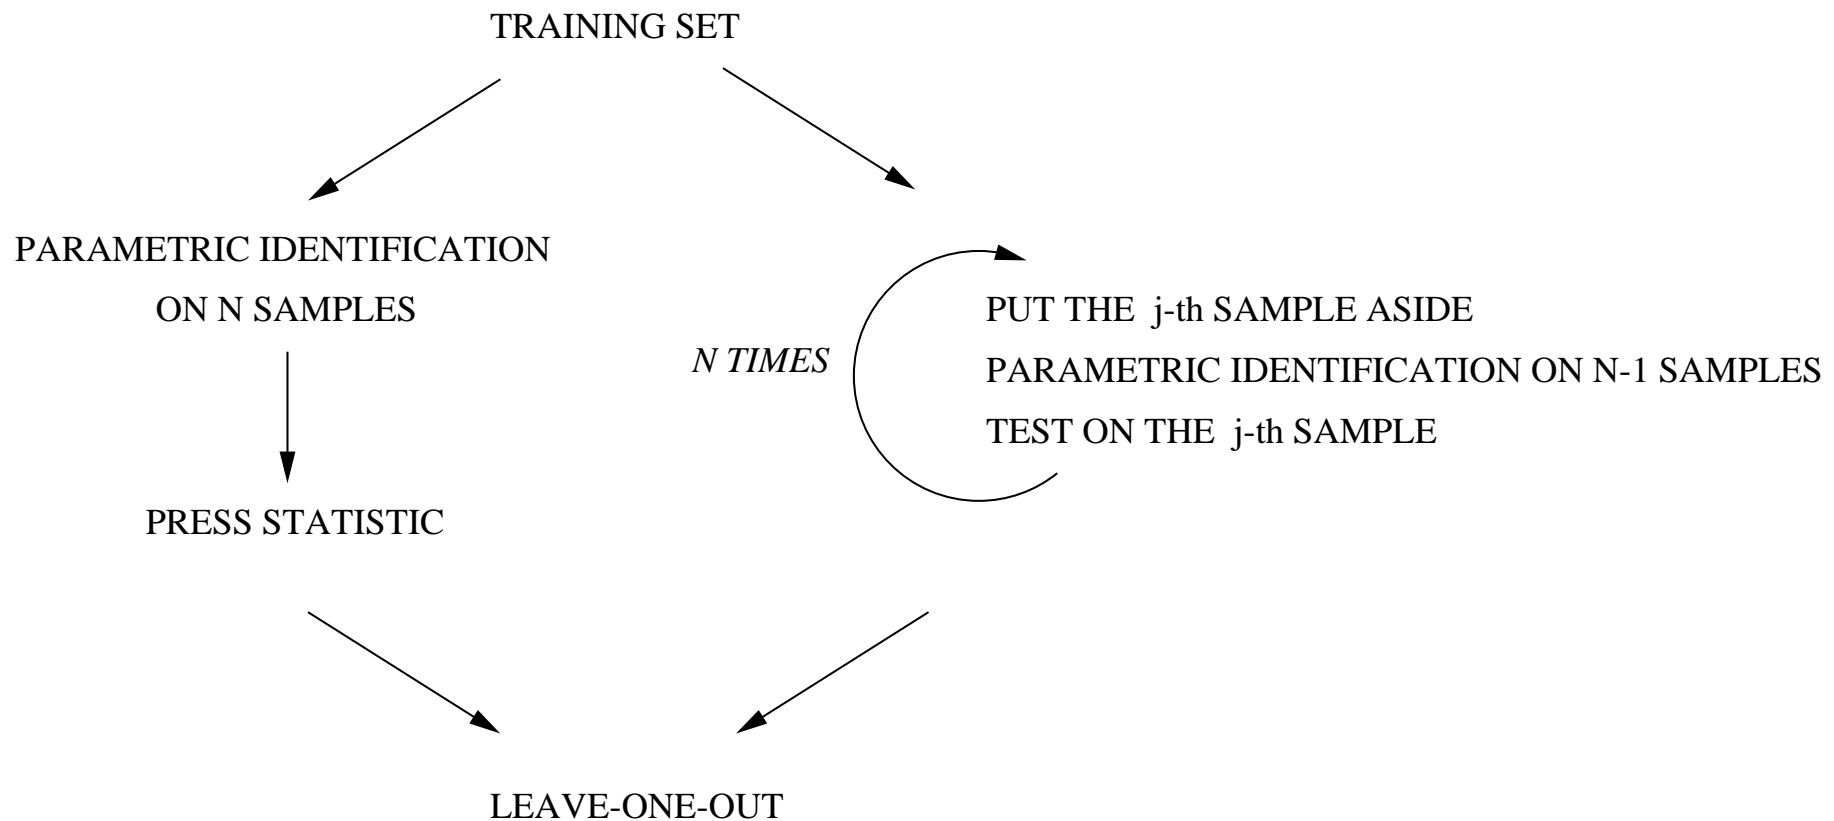 TRAINING SET
PARAMETRIC IDENTIFICATION
ON N SAMPLES
PRESS STATISTIC
N TIMES
PUT THE j-th SAMPLE ASIDE
PARAMETRIC IDENTIFICATION ON N-1 SAMPLES
TEST ON THE j-th SAMPLE
LEAVE-ONE-OUT